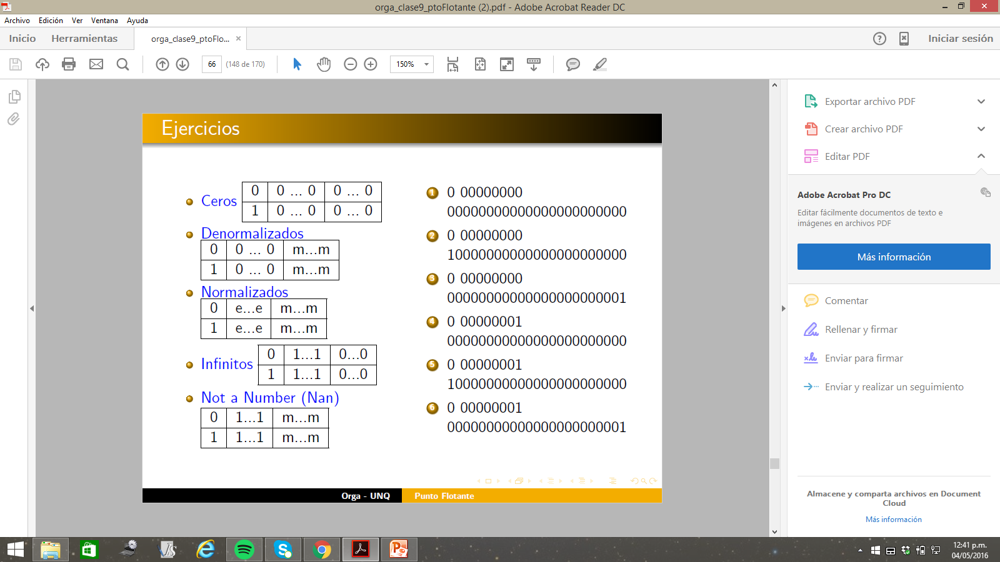 orga_clase9_ptoFlotante (2).pdf - Adobe Acrobat Reader DC
Archivo Edición Ver Ventana Ayuda
Inicio Herramientas orga_clase9_ptoFlo... × Iniciar sesión
66 (148 de 170) 150%
Ejercicios
Ceros
0 0 ... 0 0 ... 0
1 0 ... 0 0 ... 0
Denormalizados
0 0 ... 0 m...m
1 0 ... 0 m...m
Normalizados
0 e...e m...m
1 e...e m...m
Infinitos
0 1...1 0...0
1 1...1 0...0
Not a Number (Nan)
0 1...1 m...m
1 1...1 m...m
1 0 00000000
00000000000000000000000
2 0 00000000
10000000000000000000000
3 0 00000000
00000000000000000000001
4 0 00000001
00000000000000000000000
5 0 00000001
10000000000000000000000
6 0 00000001
00000000000000000000001
Orga - UNQ Punto Flotante
Exportar archivo PDF
Crear archivo PDF
Editar PDF
Adobe Acrobat Pro DC
Editar fácilmente documentos de texto e
imágenes en archivos PDF
Más información
Comentar
Rellenar y firmar
Enviar para firmar
Enviar y realizar un seguimiento
Almacene y comparta archivos en Document
Cloud
Más información
12:41 p.m.
04/05/2016